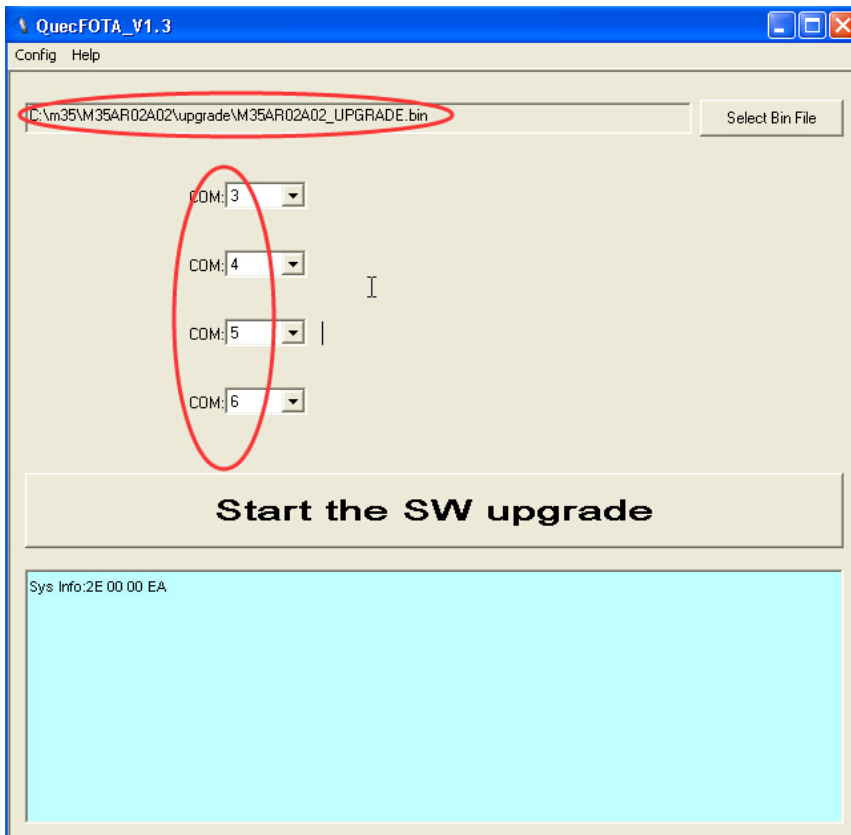 QuecFOTA_V1.3
Config Help
C:\m35\M35AR02A02\upgrade\M35AR02A02_UPGRADE.bin
Select Bin File
COM: 3
COM: 4
COM: 5
COM: 6
Start the SW upgrade
Sys Info:2E 00 00 EA